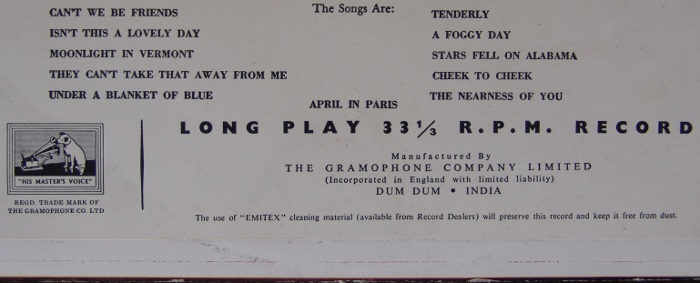 The Songs Are:
CAN'T WE BE FRIENDS
ISN'T THIS A LOVELY DAY
MOONLIGHT IN VERMONT
THEY CAN'T TAKE THAT AWAY FROM ME
UNDER A BLANKET OF BLUE
TENDERLY
A FOGGY DAY
STARS FELL ON ALABAMA
CHEEK TO CHEEK
THE NEARNESS OF YOU
APRIL IN PARIS
LONG PLAY 33⅓ R.P.M. RECORD
"HIS MASTER'S VOICE"
REGD. TRADE MARK OF
THE GRAMOPHONE CO. LTD
Manufactured By
THE GRAMOPHONE COMPANY LIMITED
(Incorporated in England with limited liability)
DUM DUM • INDIA
The use of "EMITEX" cleaning material (available from Record Dealers) will preserve this record and keep it free from dust.